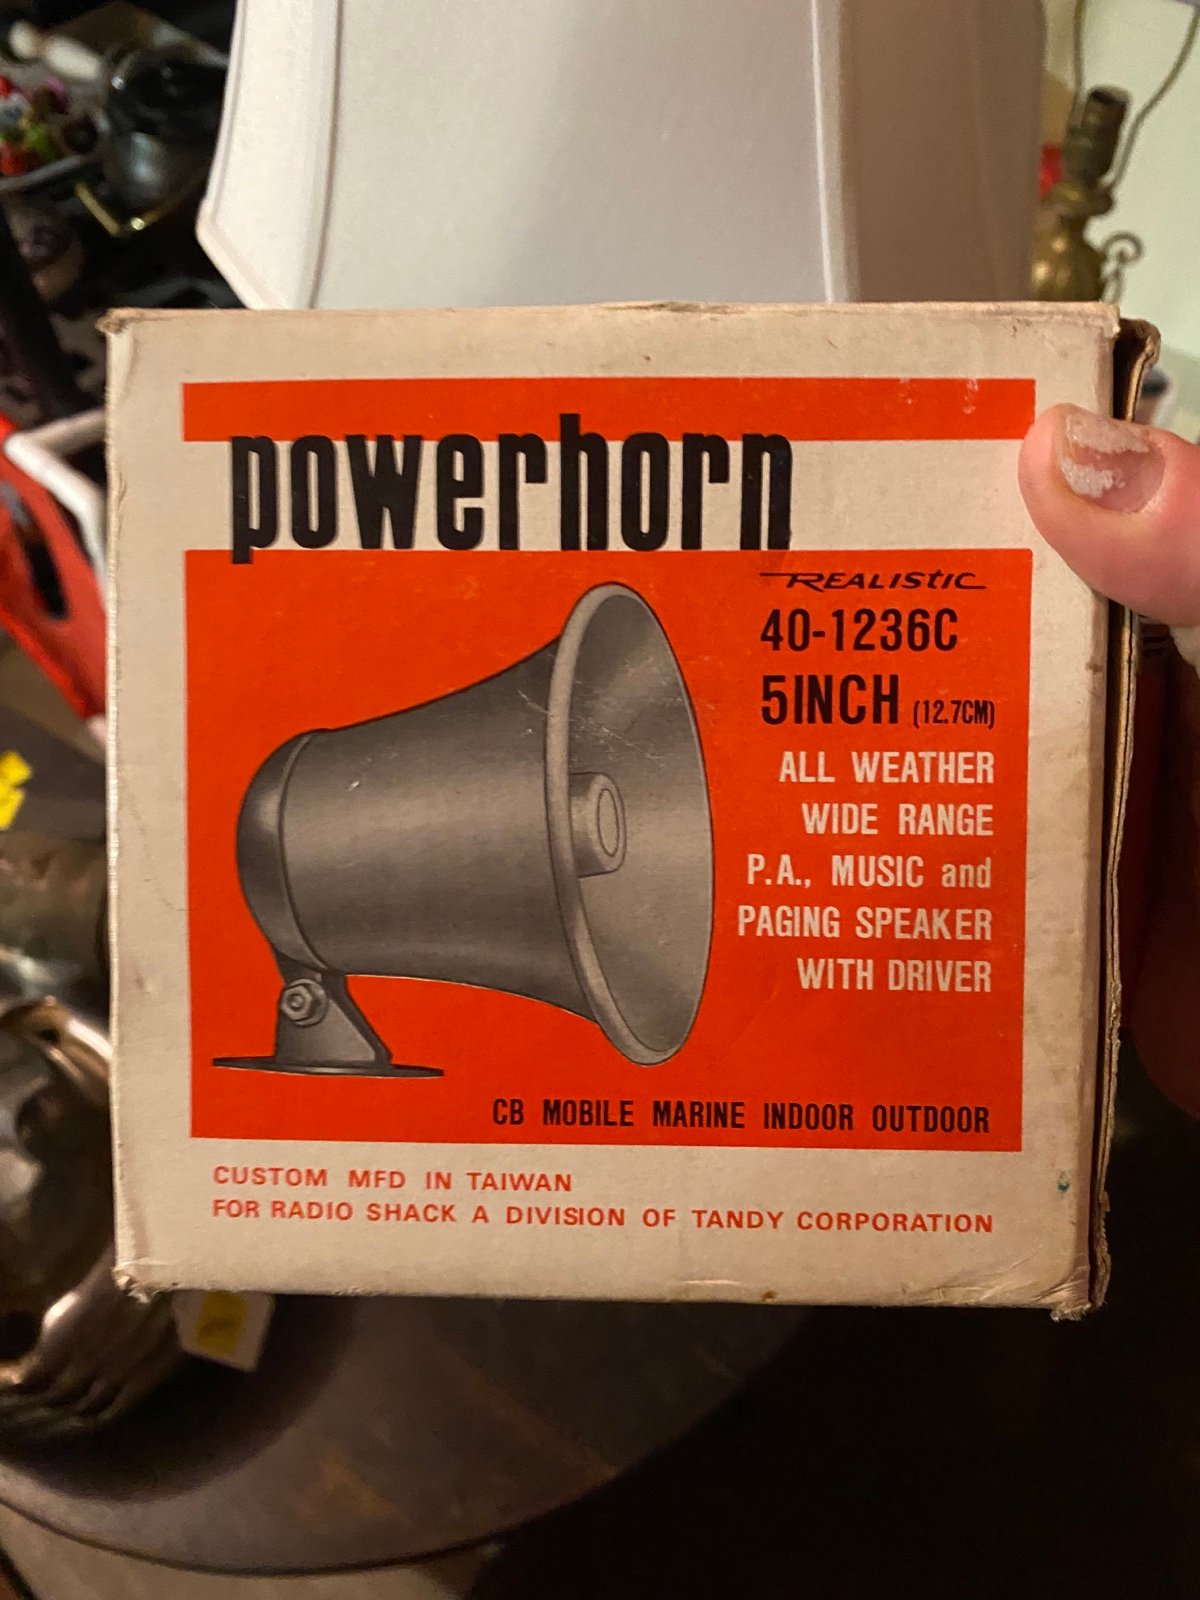 powerhorn
REALISTIC
40-1236C
5INCH (12.7CM)
ALL WEATHER
WIDE RANGE
P.A., MUSIC and
PAGING SPEAKER
WITH DRIVER
CB MOBILE MARINE INDOOR OUTDOOR
CUSTOM MFD IN TAIWAN
FOR RADIO SHACK A DIVISION OF TANDY CORPORATION